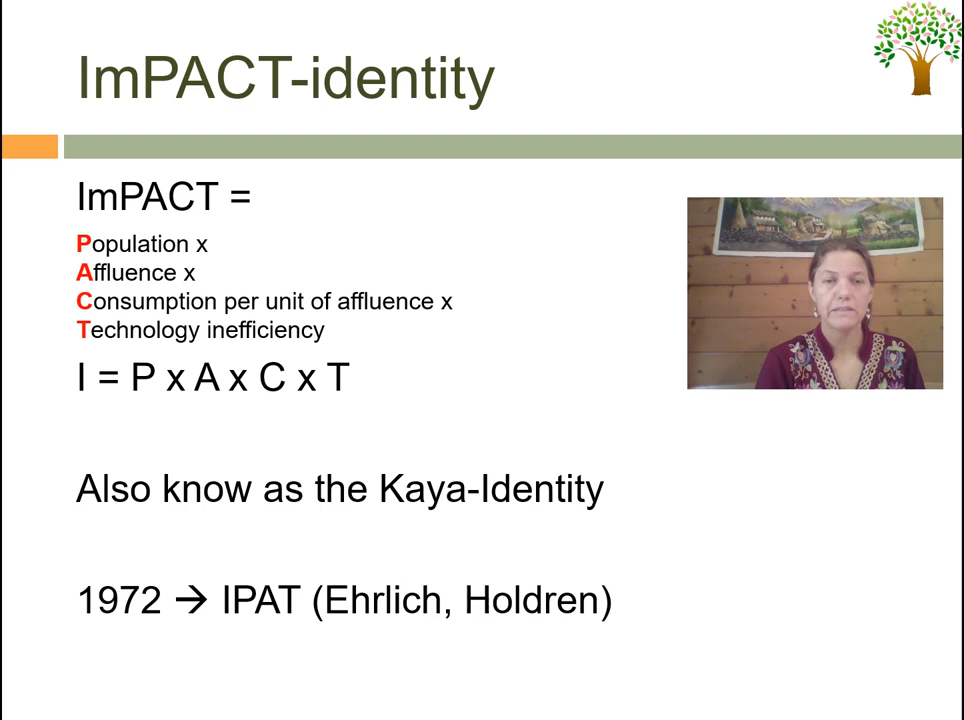 ImPACT-identity
ImPACT =
Population x
Affluence x
Consumption per unit of affluence x
Technology inefficiency
I = P x A x C x T
Also know as the Kaya-Identity
1972 → IPAT (Ehrlich, Holdren)